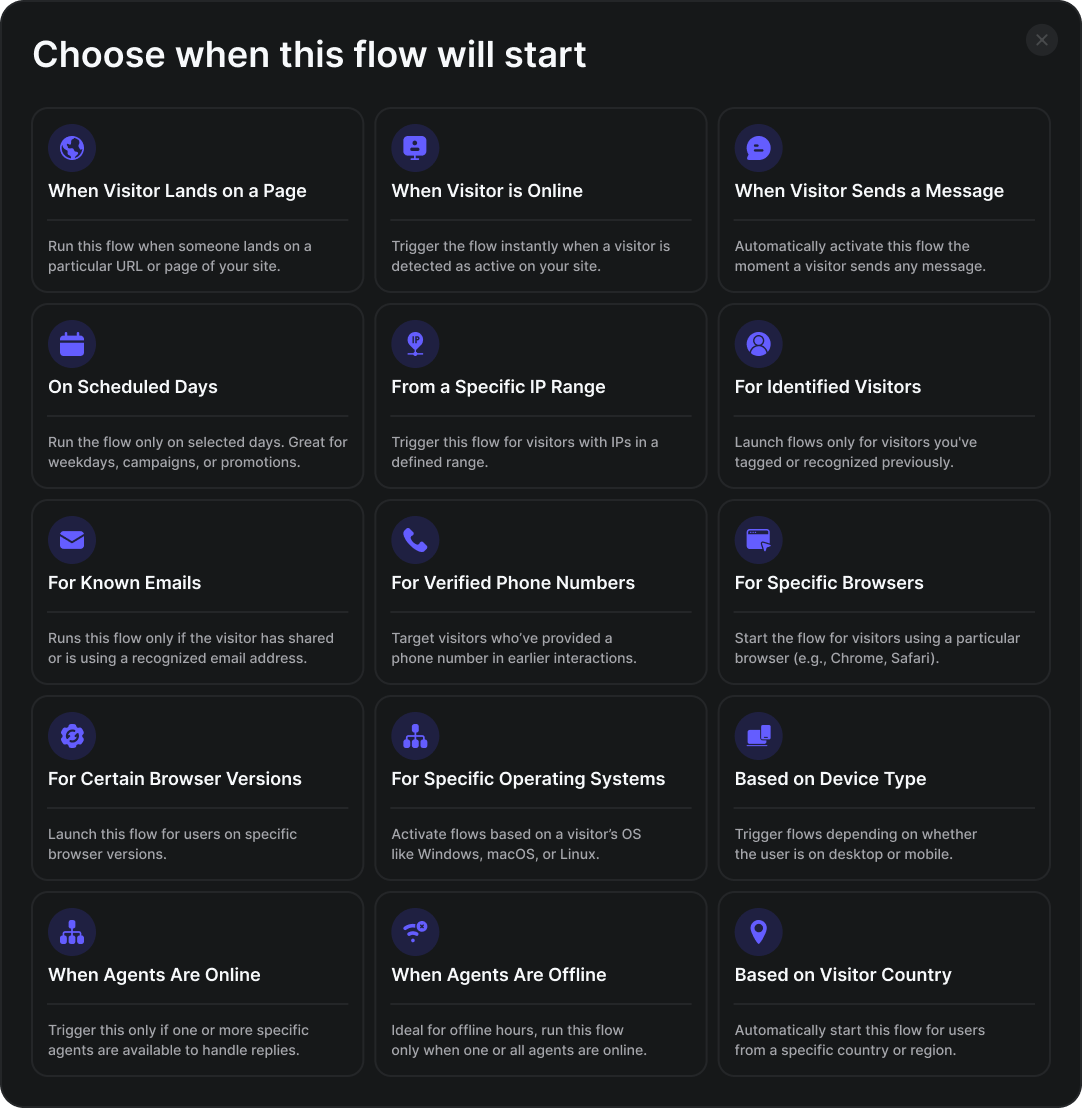 Choose when this flow will start
When Visitor Lands on a Page
Run this flow when someone lands on a
particular URL or page of your site.
When Visitor is Online
Trigger the flow instantly when a visitor is
detected as active on your site.
When Visitor Sends a Message
Automatically activate this flow the
moment a visitor sends any message.
On Scheduled Days
Run the flow only on selected days. Great for
weekdays, campaigns, or promotions.
IP
From a Specific IP Range
Trigger this flow for visitors with IPs in a
defined range.
For Identified Visitors
Launch flows only for visitors you've
tagged or recognized previously.
For Known Emails
Runs this flow only if the visitor has shared
or is using a recognized email address.
For Verified Phone Numbers
Target visitors who’ve provided a
phone number in earlier interactions.
For Specific Browsers
Start the flow for visitors using a particular
browser (e.g., Chrome, Safari).
For Certain Browser Versions
Launch this flow for users on specific
browser versions.
For Specific Operating Systems
Activate flows based on a visitor’s OS
like Windows, macOS, or Linux.
Based on Device Type
Trigger flows depending on whether
the user is on desktop or mobile.
When Agents Are Online
Trigger this only if one or more specific
agents are available to handle replies.
When Agents Are Offline
Ideal for offline hours, run this flow
only when one or all agents are online.
Based on Visitor Country
Automatically start this flow for users
from a specific country or region.